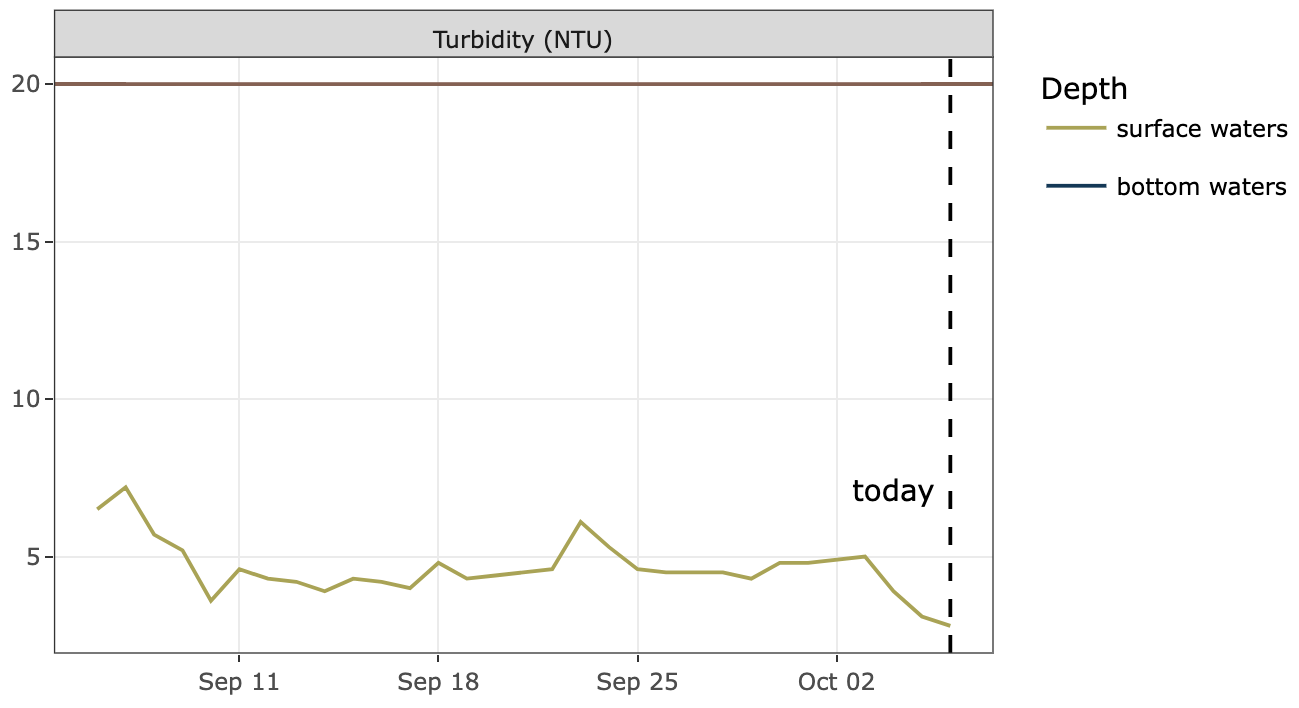 Turbidity (NTU)
20
15
10
5
today
Sep 11
Sep 18
Sep 25
Oct 02
Depth
surface waters
bottom waters